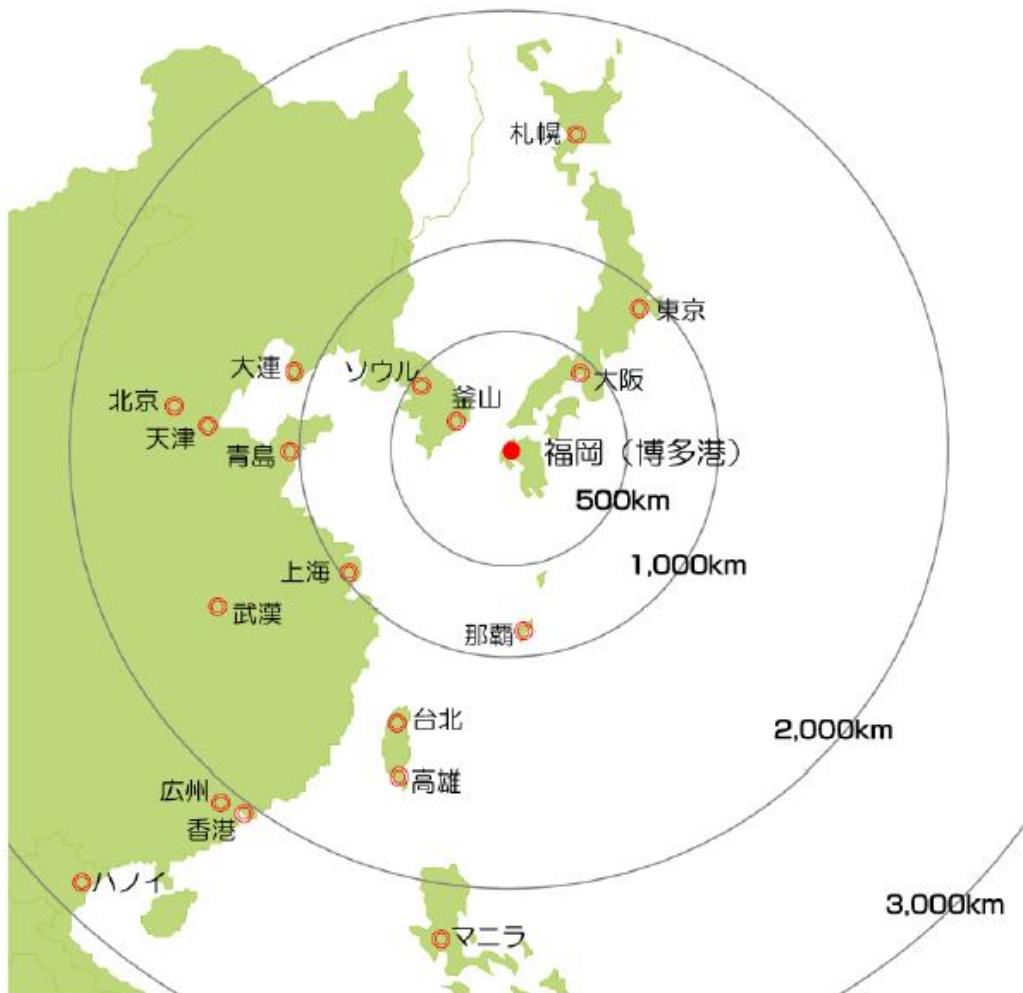 札幌
東京
大連
ソウル
大阪
北京
釜山
天津
青島
福岡（博多港）
500km
1,000km
上海
武漢
那覇
台北
2,000km
高雄
広州
香港
ハノイ
3,000km
マニラ